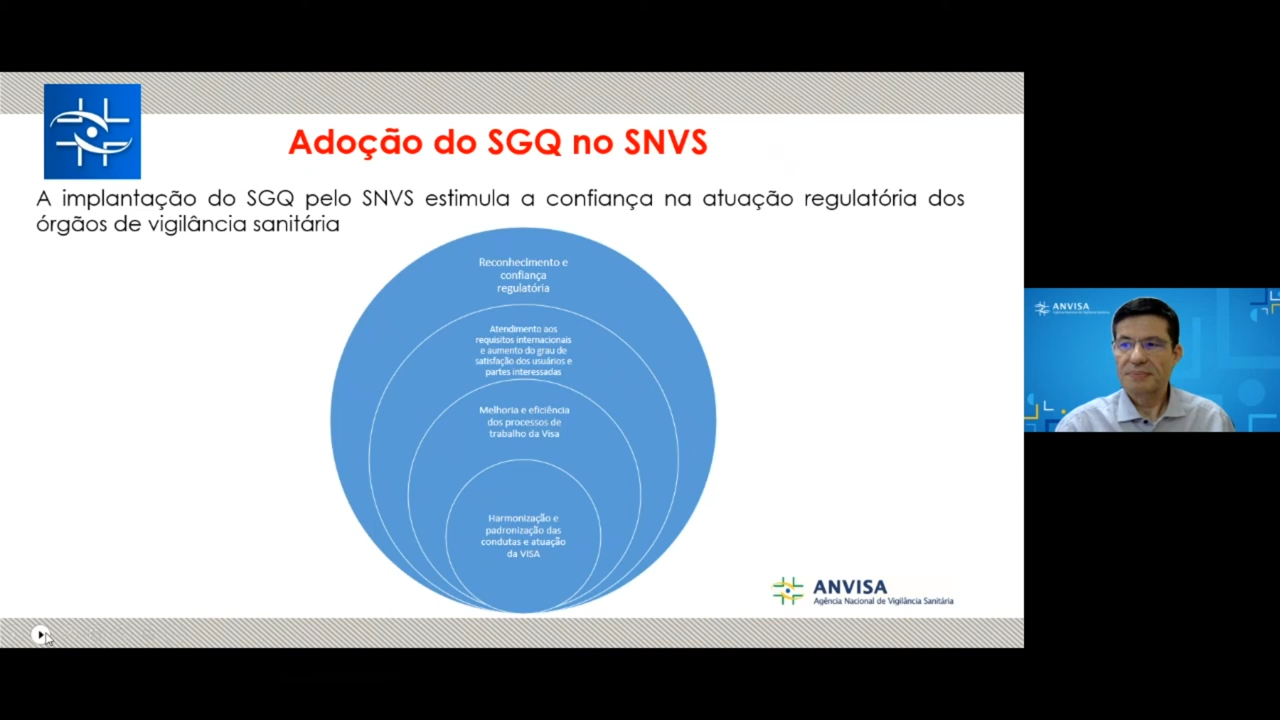 Adoção do SGQ no SNVS
A implantação do SGQ pelo SNVS estimula a confiança na atuação regulatória dos
órgãos de vigilância sanitária
Reconhecimento e
confiança
regulatória
Atendimento aos
requisitos internacionais
e aumento do grau de
satisfação dos usuários e
partes interessadas
Melhoria e eficiência
dos processos de
trabalho da Visa
Harmonização e
padronização das
condutas e atuação
da VISA
ANVISA
Agência Nacional de Vigilância Sanitária
ANVISA